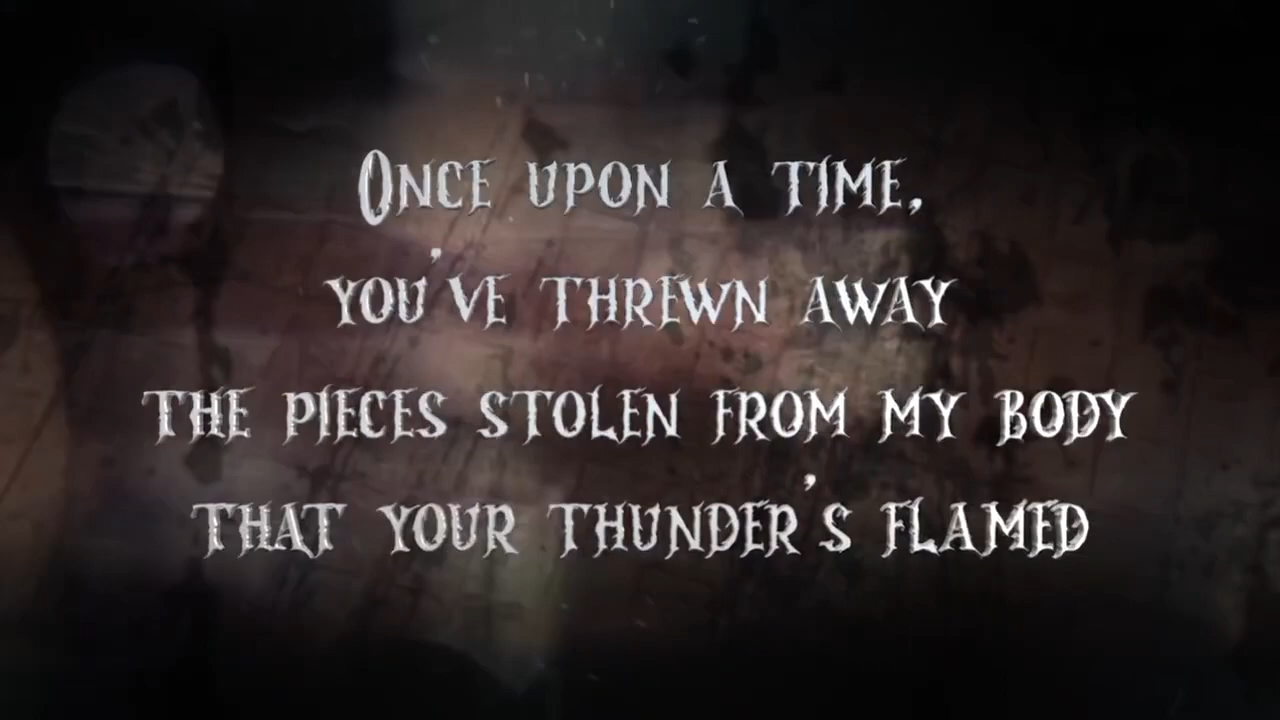 Once upon a time,
you've threwn away
the pieces stolen from my body
that your thunder's flamed